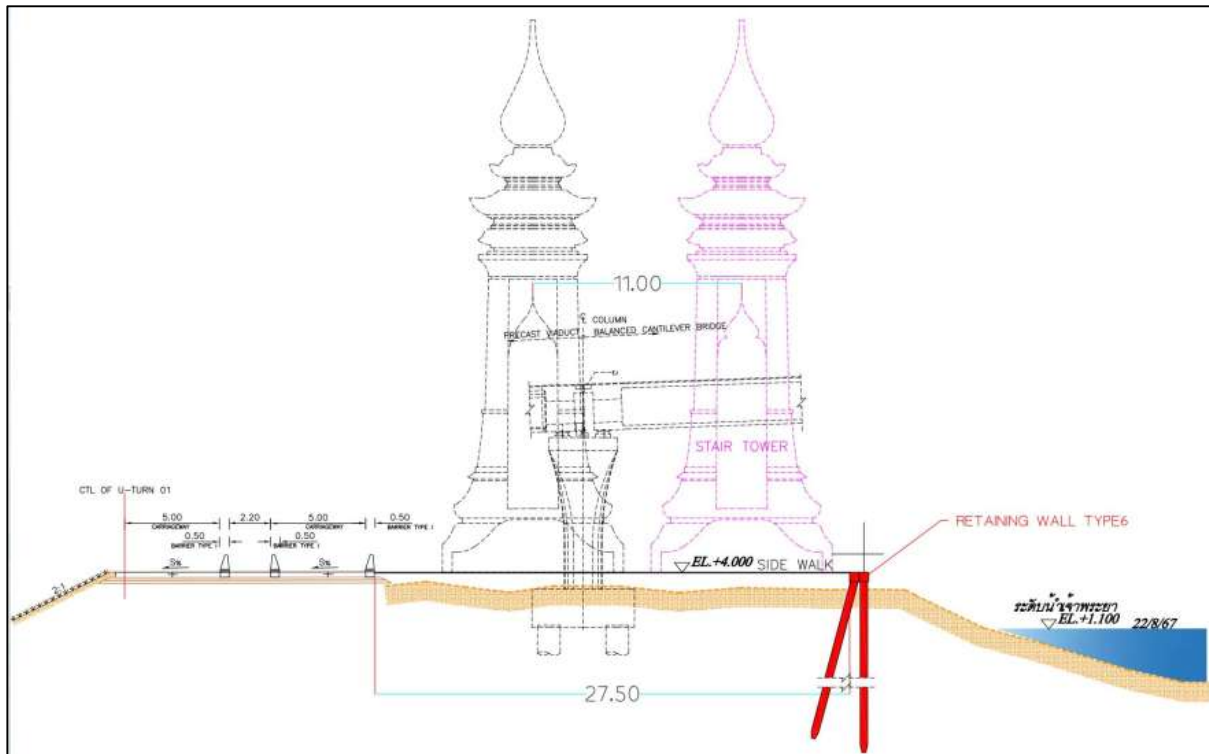 11.00
℄ COLUMN
PRECAST VIADUCT
BALANCED CANTILEVER BRIDGE
STAIR TOWER
CTL OF U-TURN 01
5.00
CARRIAGEWAY
2.20
5.00
CARRIAGEWAY
0.50
BARRIER TYPE I
0.50
BARRIER TYPE I
0.50
BARRIER TYPE I
RETAINING WALL TYPE6
S%
S%
EL.+4.000 SIDE WALK
2:1
ระดับน้ำเจ้าพระยา
EL.+1.100 22/8/67
27.50